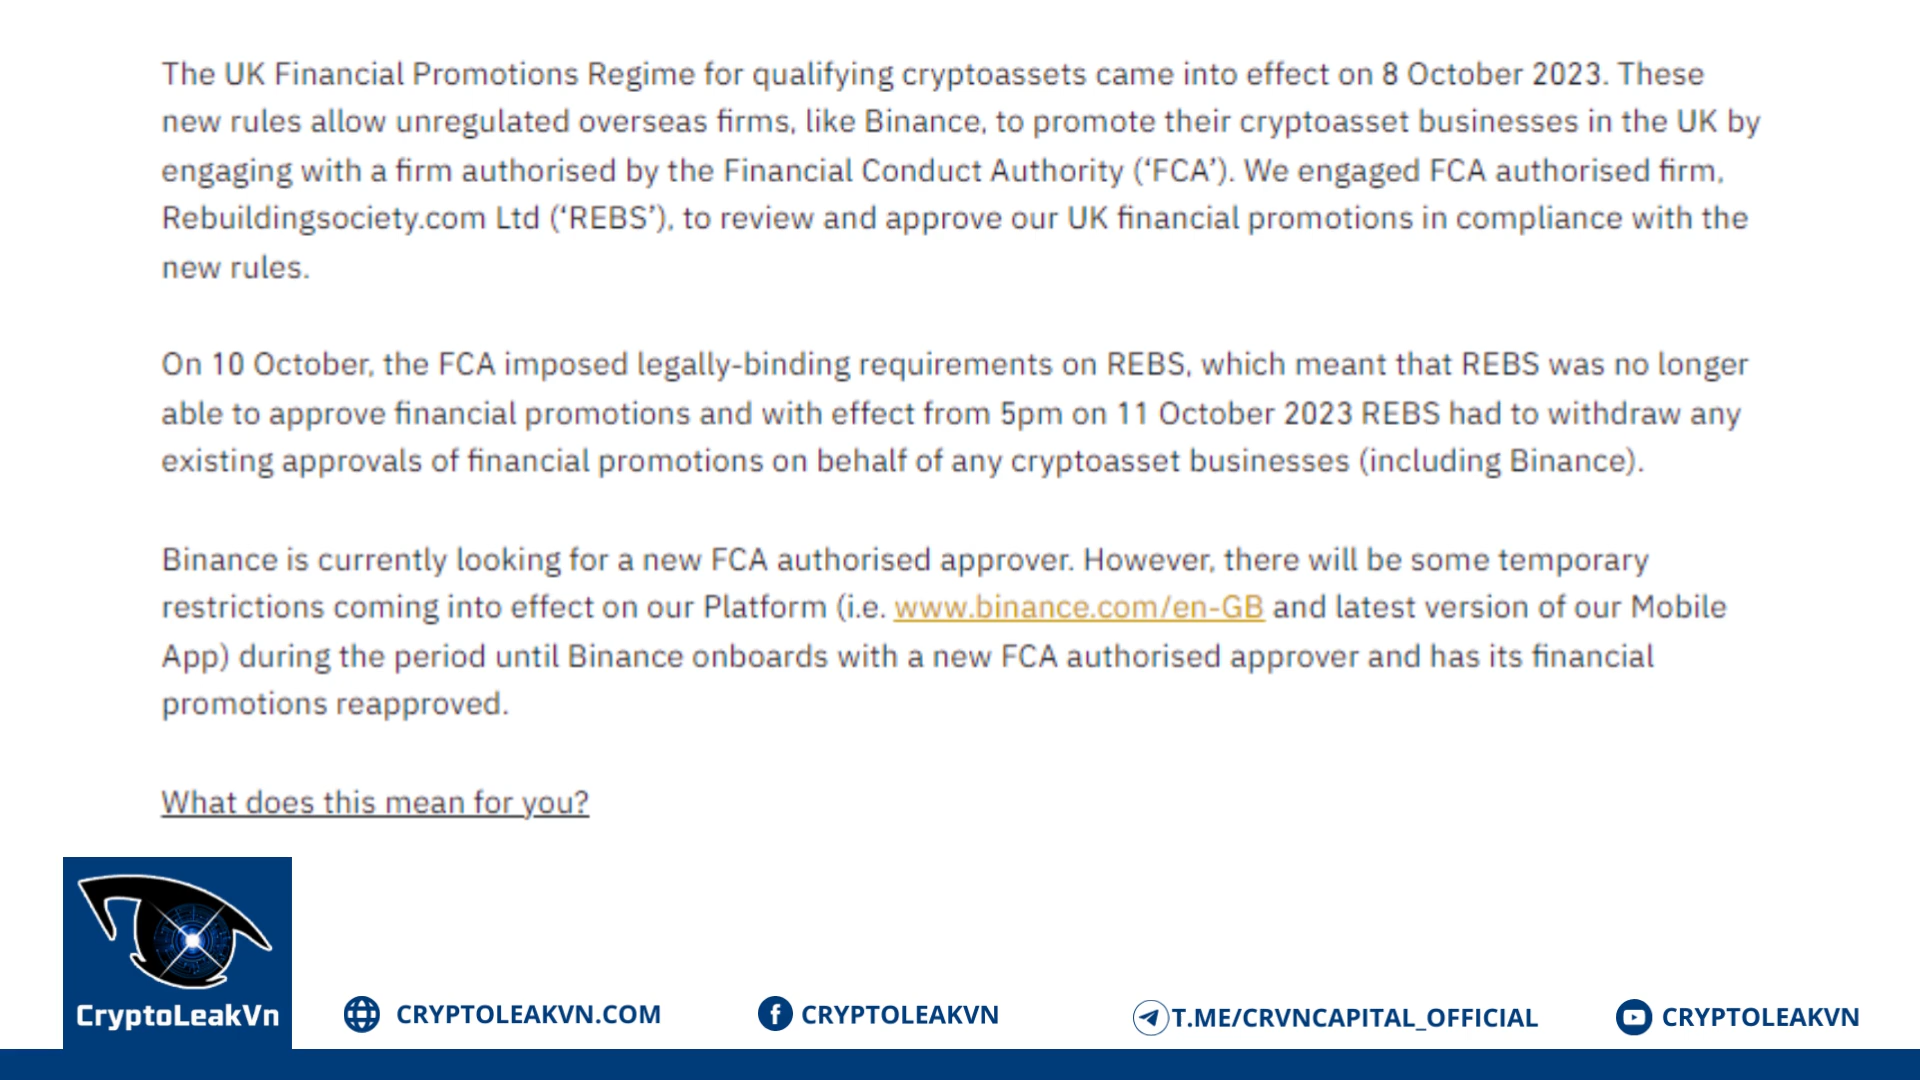 The UK Financial Promotions Regime for qualifying cryptoassets came into effect on 8 October 2023. These
new rules allow unregulated overseas firms, like Binance, to promote their cryptoasset businesses in the UK by
engaging with a firm authorised by the Financial Conduct Authority (‘FCA’). We engaged FCA authorised firm,
Rebuildingsociety.com Ltd (‘REBS’), to review and approve our UK financial promotions in compliance with the
new rules.
On 10 October, the FCA imposed legally-binding requirements on REBS, which meant that REBS was no longer
able to approve financial promotions and with effect from 5pm on 11 October 2023 REBS had to withdraw any
existing approvals of financial promotions on behalf of any cryptoasset businesses (including Binance).
Binance is currently looking for a new FCA authorised approver. However, there will be some temporary
restrictions coming into effect on our Platform (i.e. www.binance.com/en-GB and latest version of our Mobile
App) during the period until Binance onboards with a new FCA authorised approver and has its financial
promotions reapproved.
What does this mean for you?
CryptoLeakVn
CRYPTOLEAKVN.COM
CRYPTOLEAKVN
T.ME/CRVNCAPITAL_OFFICIAL
CRYPTOLEAKVN